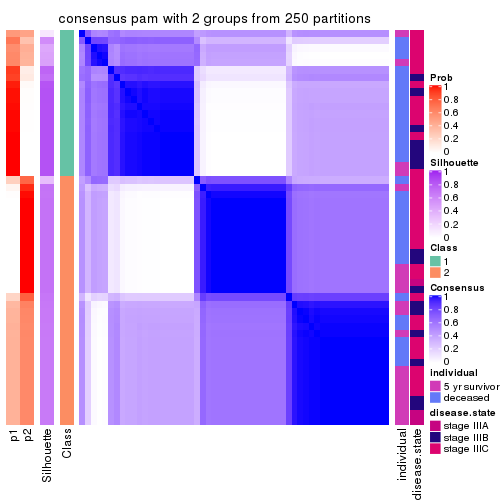 consensus pam with 2 groups from 250 partitions
Prob
1
0.8
0.6
0.4
0.2
0
Silhouette
1
0.8
0.6
0.4
0.2
0
Class
1
2
Consensus
1
0.8
0.6
0.4
0.2
0
individual
5 yr survivor
deceased
disease.state
stage IIIA
stage IIIB
stage IIIC
p1
p2
Silhouette
Class
individual
disease.state